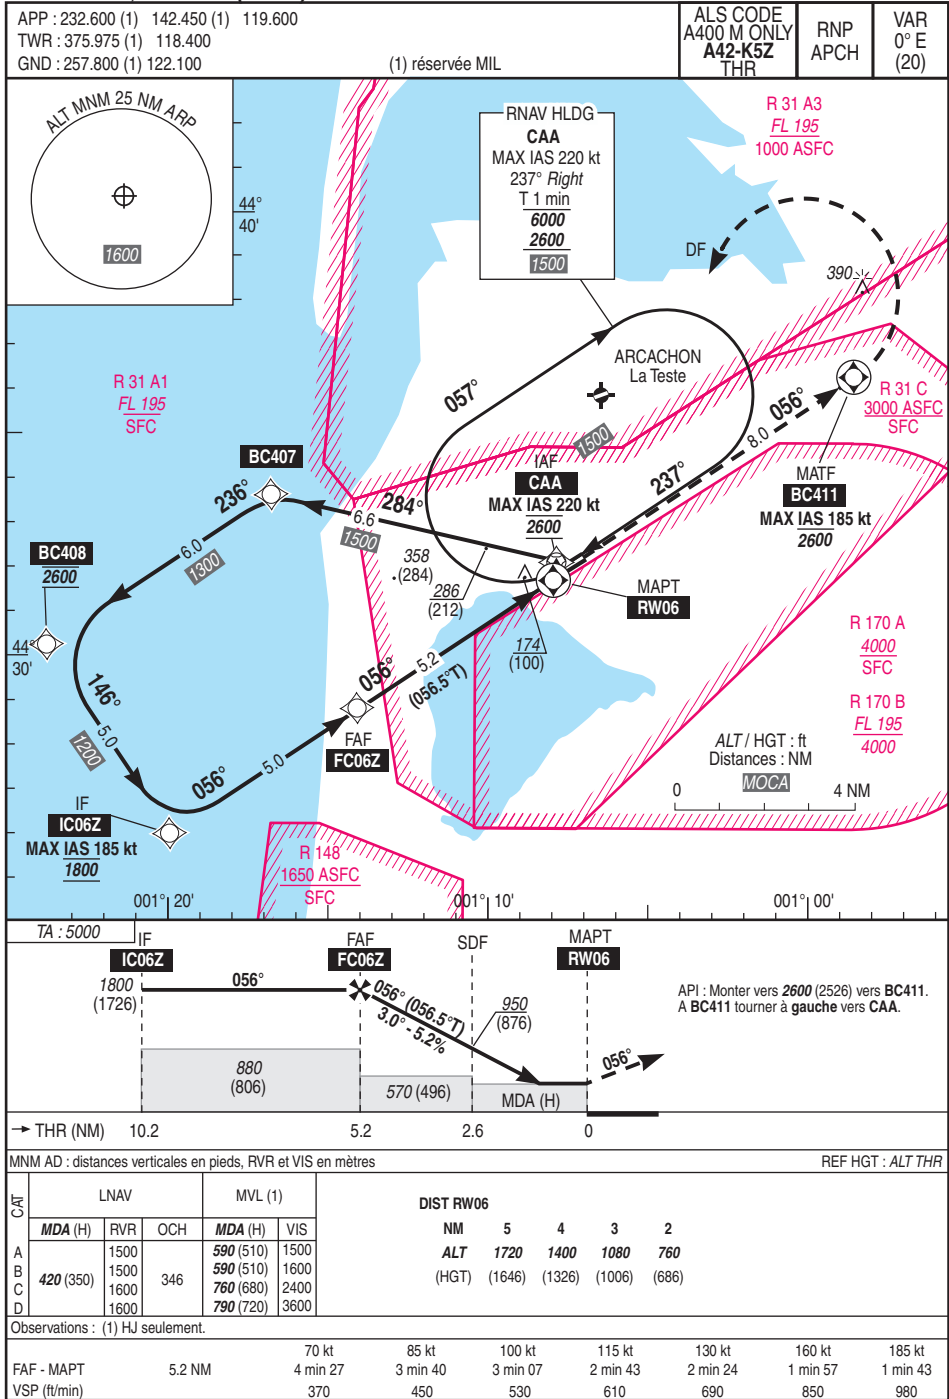 APP : 232.600 (1) 142.450 (1) 119.600
TWR : 375.975 (1) 118.400
GND : 257.800 (1) 122.100
(1) réservée MIL
ALS CODE
A400 M ONLY
A42-K5Z
THR
RNP
APCH
VAR
0° E
(20)
ALT MNM 25 NM ARP
1600
44°
40'
RNAV HLDG
CAA
MAX IAS 220 kt
237° Right
T 1 min
6000
2600
1500
R 31 A3
FL 195
1000 ASFC
DF
390
ARCACHON
La Teste
R 31 A1
FL 195
SFC
057°
R 31 C
3000 ASFC
SFC
056°
8.0
1500
BC407
236°
284°
6.6
1500
IAF
CAA
MAX IAS 220 kt
2600
237°
MATF
BC411
MAX IAS 185 kt
2600
BC408
2600
6.0
1300
358
(284)
286
(212)
174
(100)
MAPT
RW06
44°
30'
146°
5.0
1200
056°
5.2
(056.5°T)
R 170 A
4000
SFC
R 170 B
FL 195
4000
FAF
FC06Z
056°
5.0
IF
IC06Z
MAX IAS 185 kt
1800
ALT / HGT : ft
Distances : NM
MOCA
0 4 NM
R 148
1650 ASFC
SFC
001° 20' 001° 10' 001° 00'
TA : 5000
IF
IC06Z
FAF
FC06Z
SDF
MAPT
RW06
1800
(1726)
056°
056° (056.5°T)
3.0° - 5.2%
950
(876)
056°
API : Monter vers 2600 (2526) vers BC411.
A BC411 tourner à gauche vers CAA.
880
(806)
570 (496)
MDA (H)
→ THR (NM) 10.2 5.2 2.6 0
MNM AD : distances verticales en pieds, RVR et VIS en mètres REF HGT : ALT THR
CAT LNAV MVL (1)
MDA (H) RVR OCH MDA (H) VIS
A 420 (350) 1500 346 590 (510) 1500
B 1500 590 (510) 1600
C 1600 760 (680) 2400
D 1600 790 (720) 3600
DIST RW06
NM 5 4 3 2
ALT 1720 1400 1080 760
(HGT) (1646) (1326) (1006) (686)
Observations : (1) HJ seulement.
70 kt 85 kt 100 kt 115 kt 130 kt 160 kt 185 kt
FAF - MAPT 5.2 NM 4 min 27 3 min 40 3 min 07 2 min 43 2 min 24 1 min 57 1 min 43
VSP (ft/min) 370 450 530 610 690 850 980